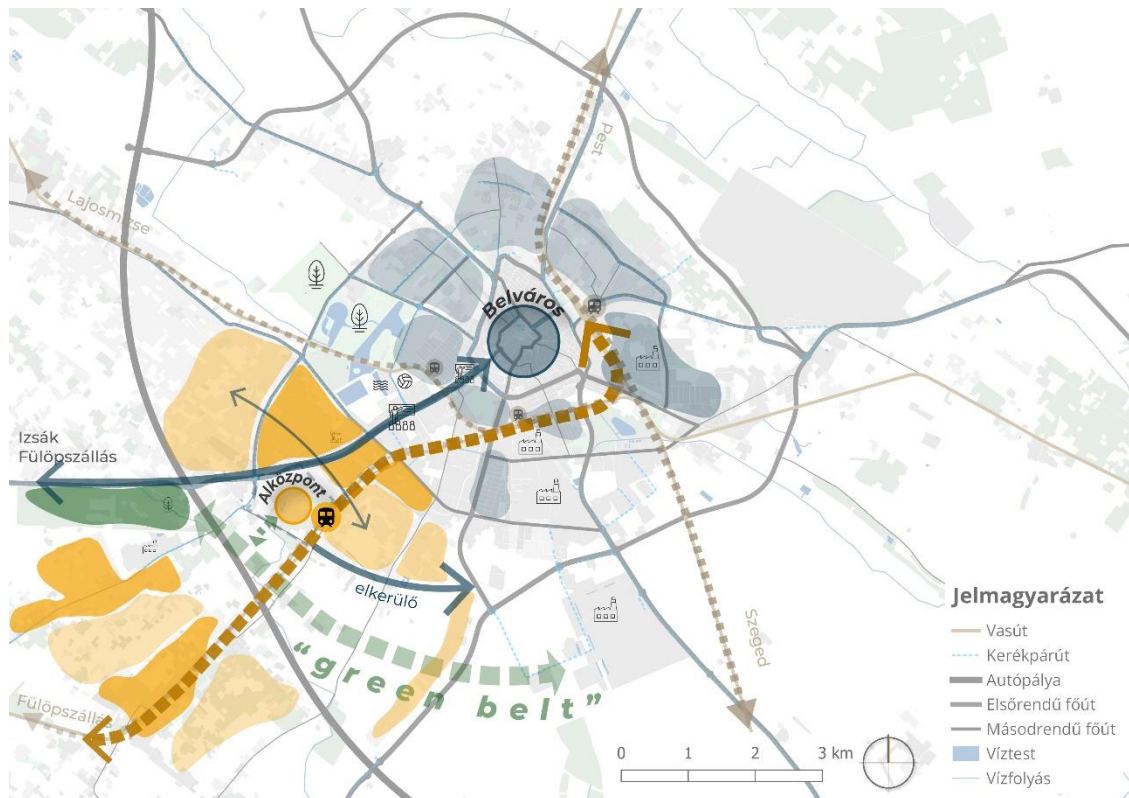 Pest
Lajosmizse
Belváros
Izsák
Fülöpszállás
Alközpont
elkerülő
"green belt"
Szeged
Fülöpszállás
Jelmagyarázat
Vasút
Kerékpárút
Autópálya
Elsőrendű főút
Másodrendű főút
Víztest
Vízfolyás
0 1 2 3 km